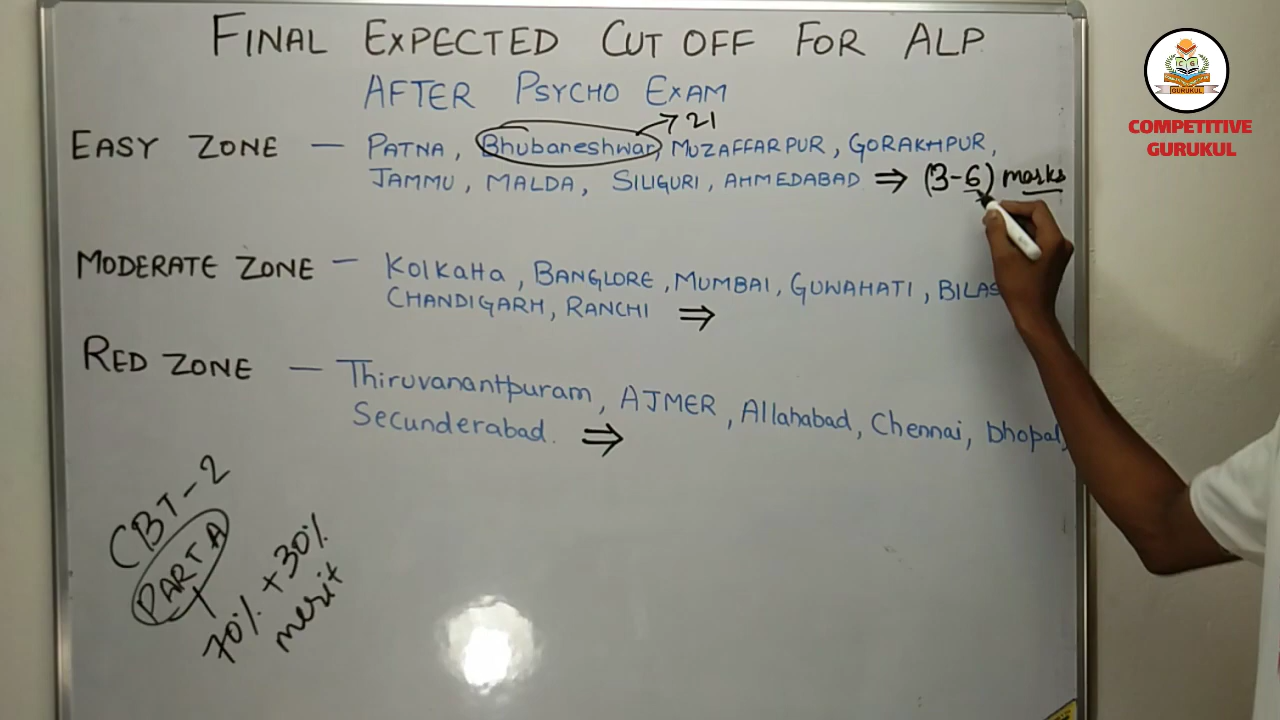 FINAL EXPECTED CUT OFF FOR ALP
AFTER PSYCHO EXAM
21
EASY ZONE — PATNA, Bhubaneshwar, MUZAFFARPUR, GORAKHPUR,
JAMMU, MALDA, SILIGURI, AHMEDABAD ⇒ (3-6) marks
MODERATE ZONE — Kolkatta, BANGLORE, MUMBAI, GUWAHATI,
CHANDIGARH, RANCHI ⇒
RED ZONE — Thiruvanantpuram, AJMER, Allahabad, Chennai, bhopal,
Secunderabad. ⇒
CBT-2
PART A
70% + 30%
merit
GURUKUL
COMPETITIVE
GURUKUL